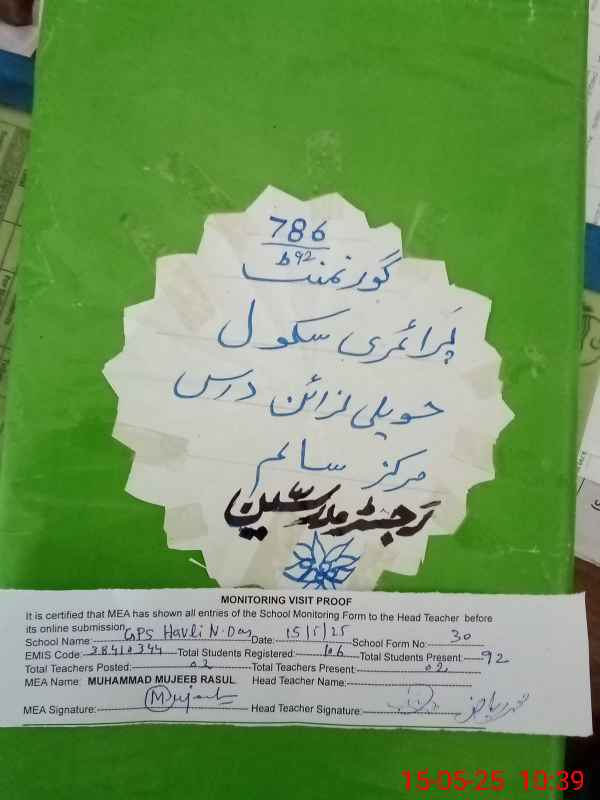 786
ط92
گورنمنٹ
پرائمری سکول
حویلی نرائن درس
مرکز سالم
رجسٹر مدرسین
MONITORING VISIT PROOF
It is certified that MEA has shown all entries of the School Monitoring Form to the Head Teacher before
its online submission
School Name: GPS Havli N. Das Date: 15/5/25 School Form No: 30
EMIS Code: 38410344 Total Students Registered: 106 Total Students Present: 92
Total Teachers Posted: 02 Total Teachers Present: 02
MEA Name: MUHAMMAD MUJEEB RASUL Head Teacher Name:
MEA Signature: Head Teacher Signature:
15-05-25 10:39